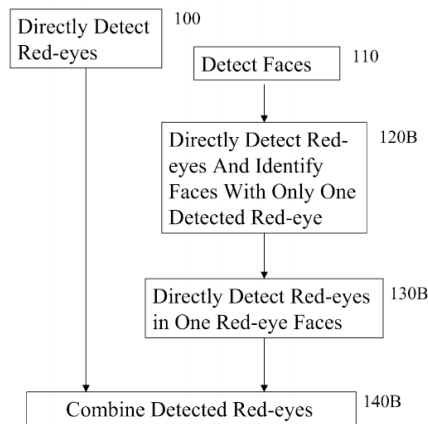 Directly Detect
Red-eyes
100
Detect Faces
110
Directly Detect Red-
eyes And Identify
Faces With Only One
Detected Red-eye
120B
Directly Detect Red-eyes
in One Red-eye Faces
130B
Combine Detected Red-eyes
140B